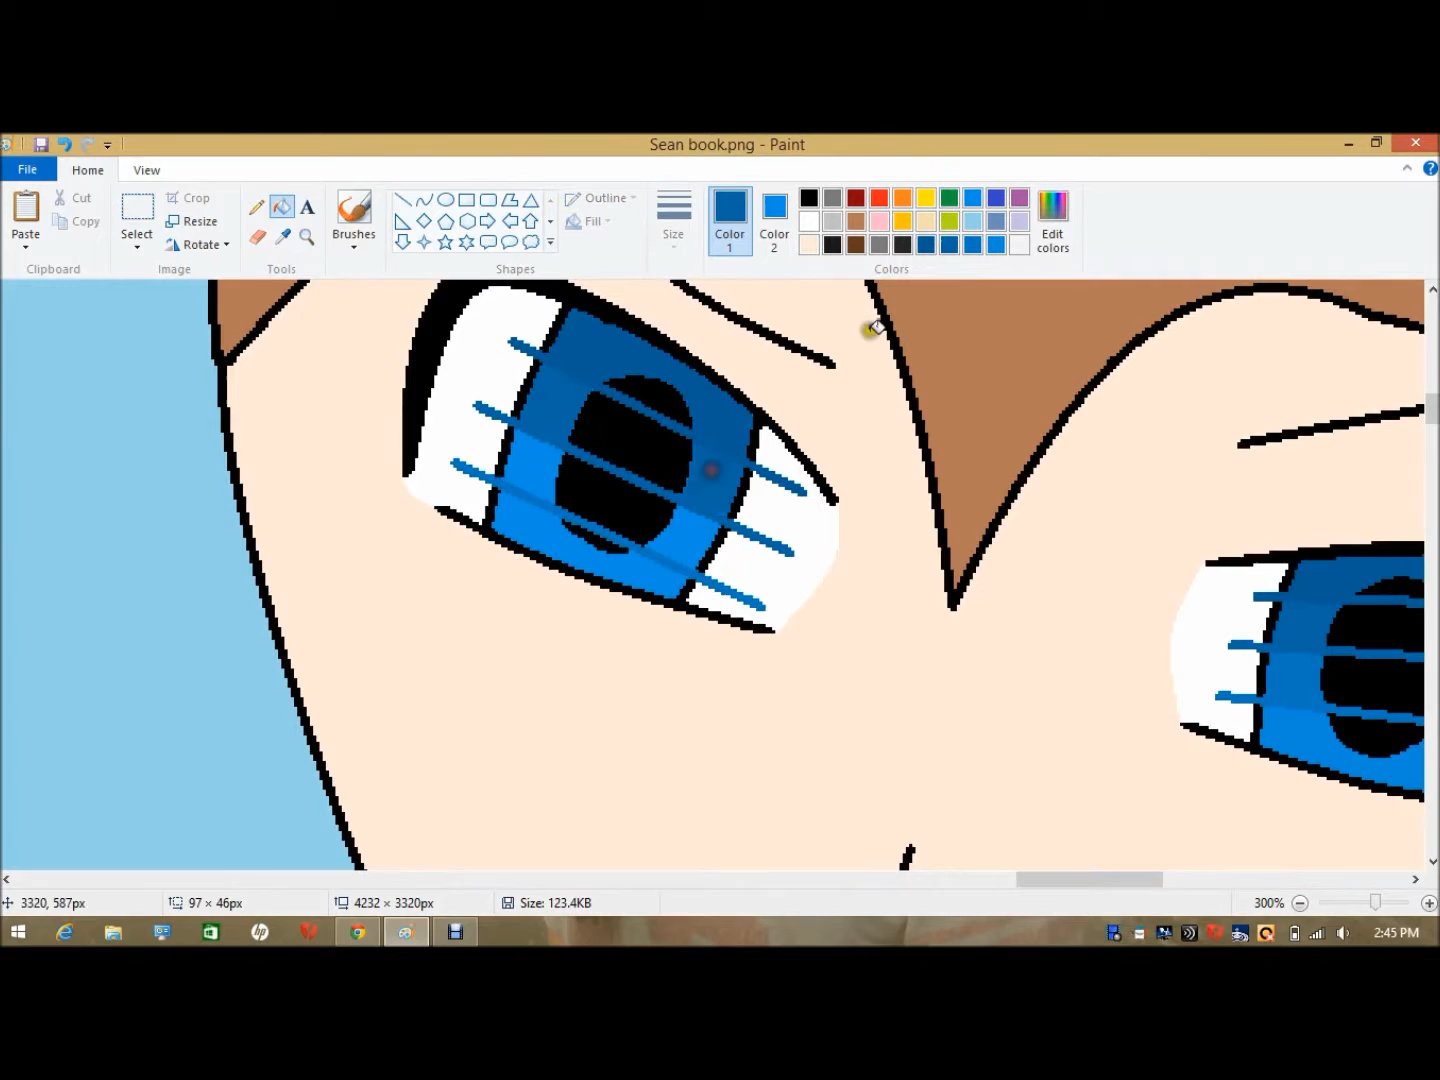 Sean book.png - Paint
File Home View
Paste Cut Copy
Select Crop Resize Rotate
A
Brushes
Outline Fill
Size
Color 1 Color 2
Edit colors
Clipboard Image Tools Shapes Colors
3320, 587px 97 × 46px 4232 × 3320px Size: 123.4KB 300%
hp 2:45 PM